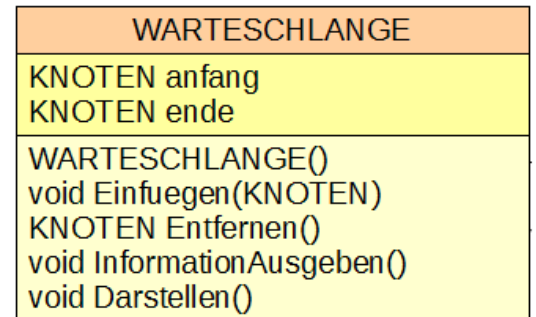 WARTESCHLANGE
KNOTEN anfang
KNOTEN ende
WARTESCHLANGE()
void Einfuegen(KNOTEN)
KNOTEN Entfernen()
void InformationAusgeben()
void Darstellen()